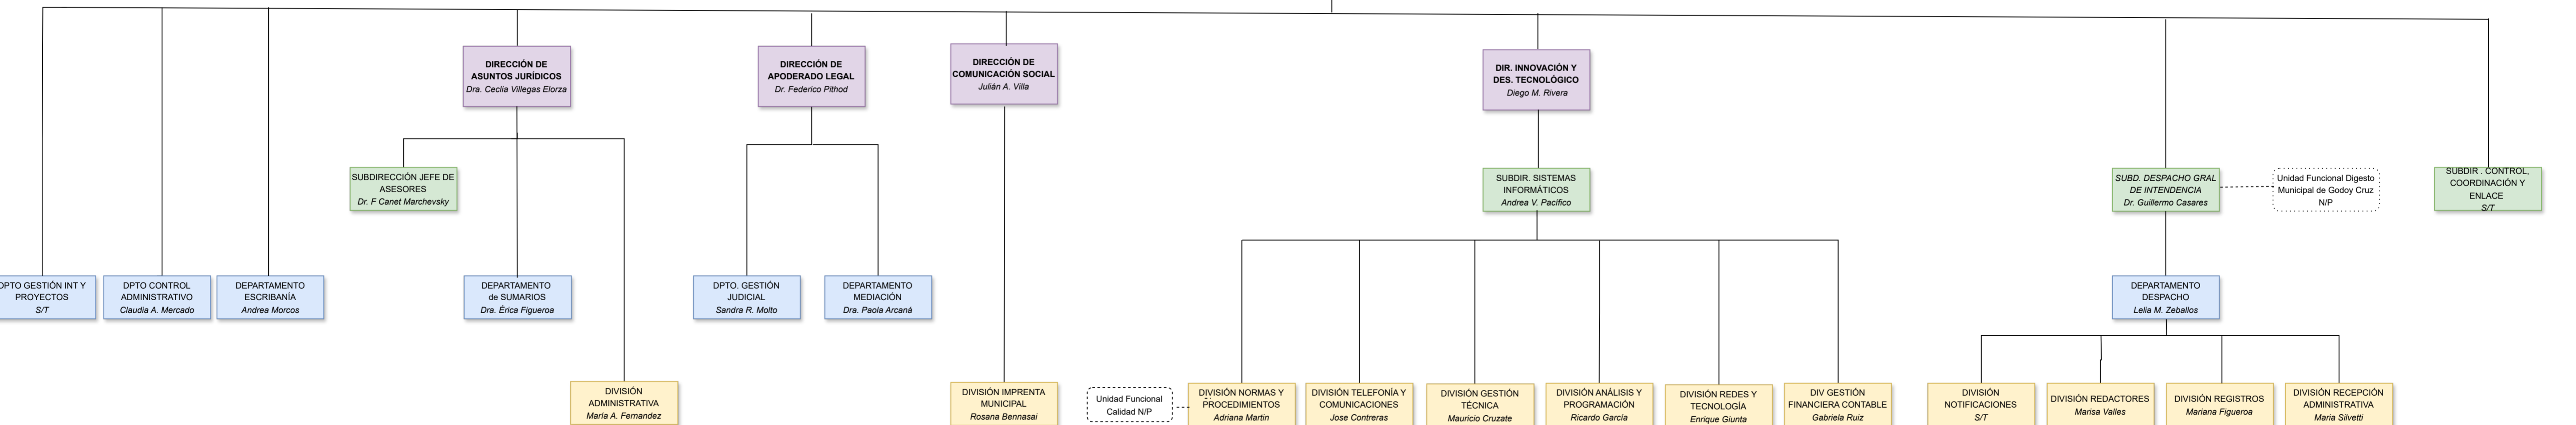 DIRECCIÓN DE
ASUNTOS JURÍDICOS
Dra. Ceclia Villegas Elorza
DIRECCIÓN DE
APODERADO LEGAL
Dr. Federico Pithod
DIRECCIÓN DE
COMUNICACIÓN SOCIAL
Julián A. Villa
DIR. INNOVACIÓN Y
DES. TECNOLÓGICO
Diego M. Rivera
SUBDIRECCIÓN JEFE DE
ASESORES
Dr. F Canet Marchevsky
SUBDIR. SISTEMAS
INFORMÁTICOS
Andrea V. Pacífico
SUBD. DESPACHO GRAL
DE INTENDENCIA
Dr. Guillermo Casares
Unidad Funcional Digesto
Municipal de Godoy Cruz
N/P
SUBDIR . CONTROL,
COORDINACIÓN Y
ENLACE
S/T
DPTO GESTIÓN INT Y
PROYECTOS
S/T
DPTO CONTROL
ADMINISTRATIVO
Claudia A. Mercado
DEPARTAMENTO
ESCRIBANÍA
Andrea Morcos
DEPARTAMENTO
de SUMARIOS
Dra. Érica Figueroa
DPTO. GESTIÓN
JUDICIAL
Sandra R. Molto
DEPARTAMENTO
MEDIACIÓN
Dra. Paola Arcaná
DEPARTAMENTO
DESPACHO
Lelia M. Zeballos
DIVISIÓN
ADMINISTRATIVA
María A. Fernandez
DIVISIÓN IMPRENTA
MUNICIPAL
Rosana Bennasai
Unidad Funcional
Calidad N/P
DIVISIÓN NORMAS Y
PROCEDIMIENTOS
Adriana Martin
DIVISIÓN TELEFONÍA Y
COMUNICACIONES
Jose Contreras
DIVISIÓN GESTIÓN
TÉCNICA
Mauricio Cruzate
DIVISIÓN ANÁLISIS Y
PROGRAMACIÓN
Ricardo García
DIVISIÓN REDES Y
TECNOLOGÍA
Enrique Giunta
DIV GESTIÓN
FINANCIERA CONTABLE
Gabriela Ruiz
DIVISIÓN
NOTIFICACIONES
S/T
DIVISIÓN REDACTORES
Marisa Valles
DIVISIÓN REGISTROS
Mariana Figueroa
DIVISIÓN RECEPCIÓN
ADMINISTRATIVA
Maria Silvetti